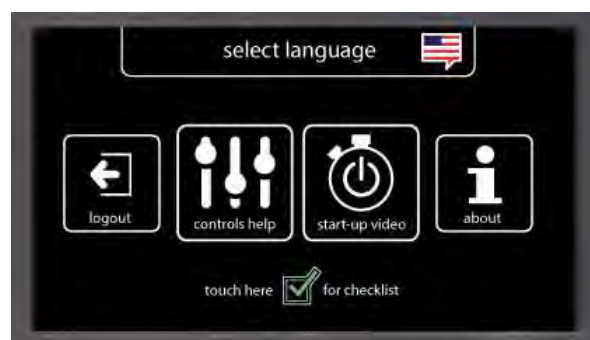 select language
logout
controls help
start-up video
about
touch here
for checklist